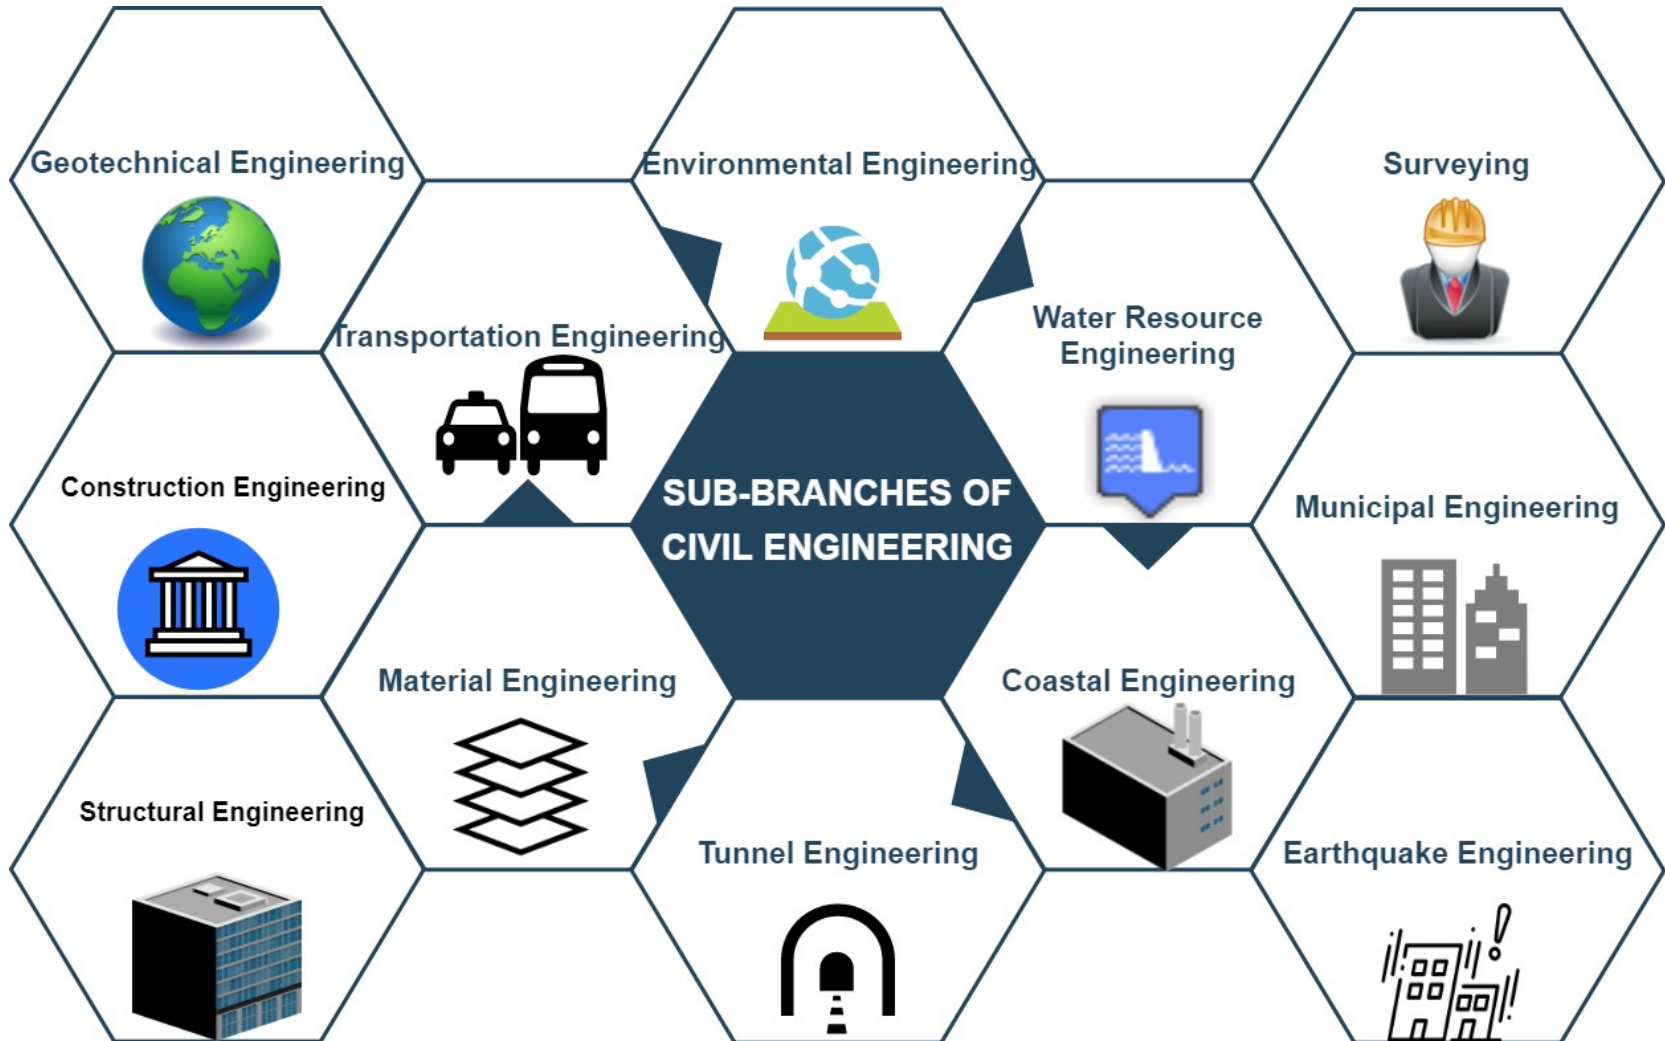 Geotechnical Engineering
Environmental Engineering
Surveying
Transportation Engineering
Water Resource
Engineering
Construction Engineering
SUB-BRANCHES OF
CIVIL ENGINEERING
Municipal Engineering
Material Engineering
Coastal Engineering
Structural Engineering
Tunnel Engineering
Earthquake Engineering